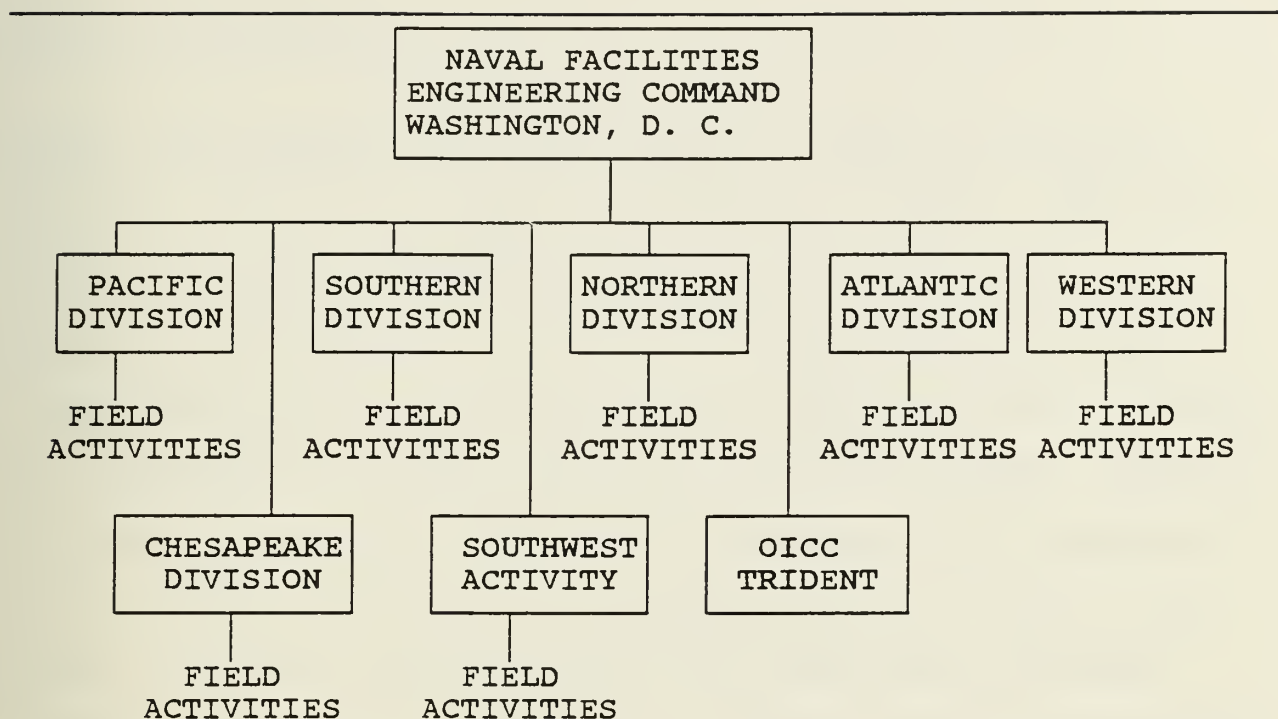 NAVAL FACILITIES
ENGINEERING COMMAND
WASHINGTON, D. C.
PACIFIC
DIVISION
SOUTHERN
DIVISION
NORTHERN
DIVISION
ATLANTIC
DIVISION
WESTERN
DIVISION
FIELD
ACTIVITIES
FIELD
ACTIVITIES
FIELD
ACTIVITIES
FIELD
ACTIVITIES
FIELD
ACTIVITIES
CHESAPEAKE
DIVISION
SOUTHWEST
ACTIVITY
OICC
TRIDENT
FIELD
ACTIVITIES
FIELD
ACTIVITIES